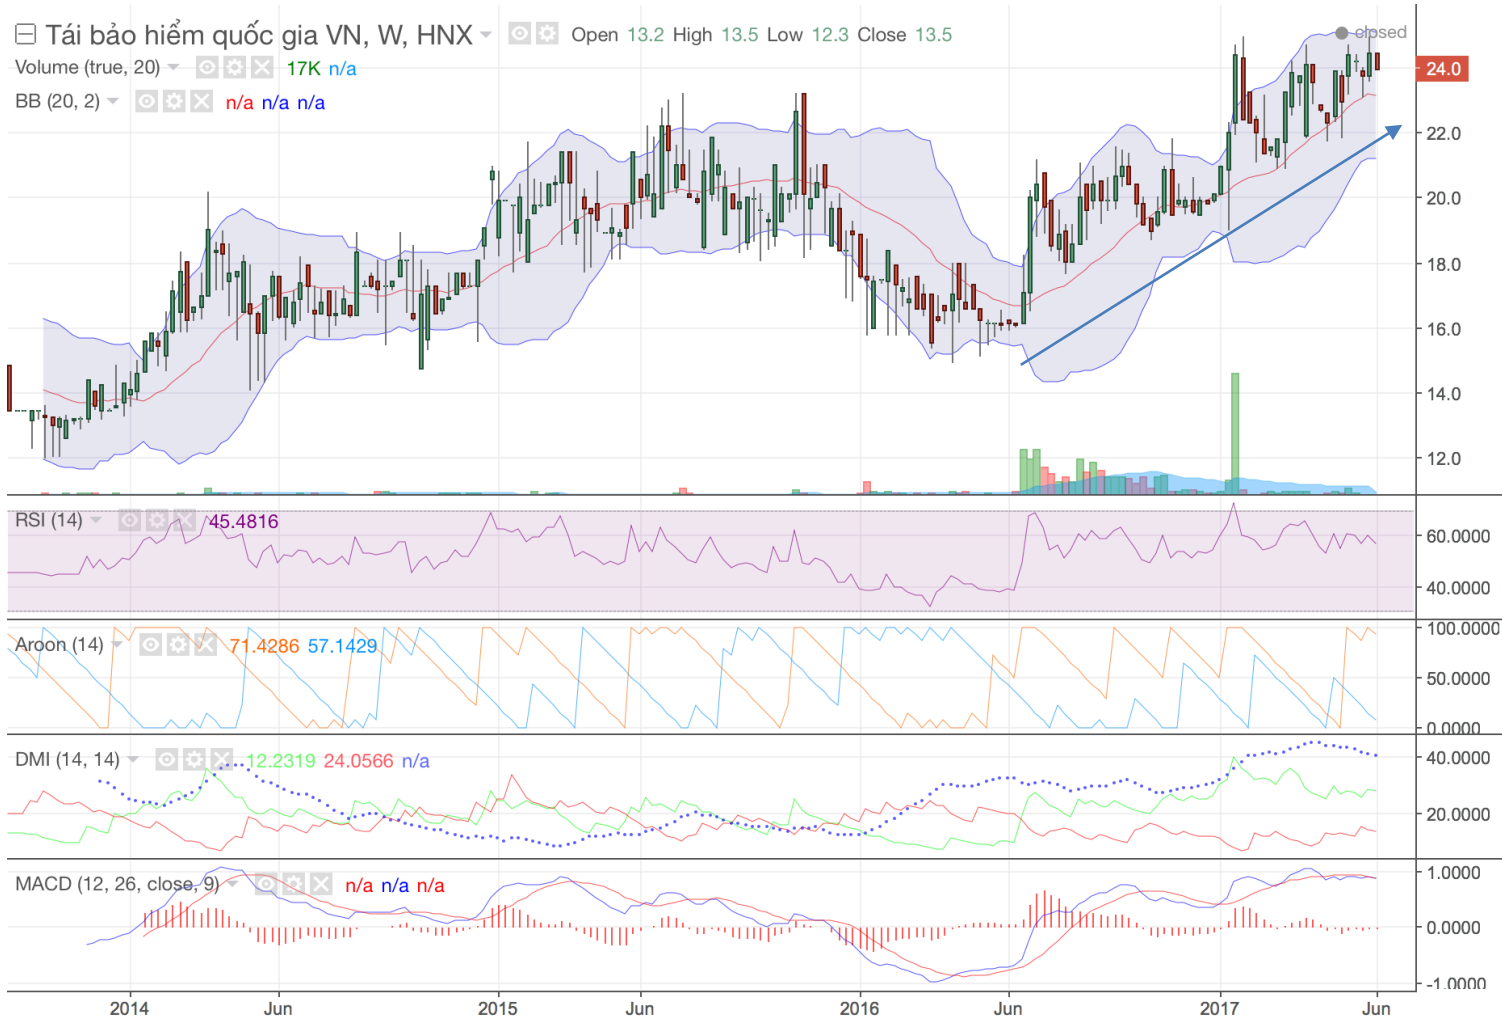 Tái bảo hiểm quốc gia VN, W, HNX Open 13.2 High 13.5 Low 12.3 Close 13.5
closed
Volume (true, 20) 17K n/a
BB (20, 2) n/a n/a n/a
24.0
22.0
20.0
18.0
16.0
14.0
12.0
RSI (14) 45.4816
60.0000
40.0000
Aroon (14) 71.4286 57.1429
100.0000
50.0000
0.0000
DMI (14, 14) 12.2319 24.0566 n/a
40.0000
20.0000
MACD (12, 26, close, 9) n/a n/a n/a
1.0000
0.0000
-1.0000
2014 Jun 2015 Jun 2016 Jun 2017 Jun